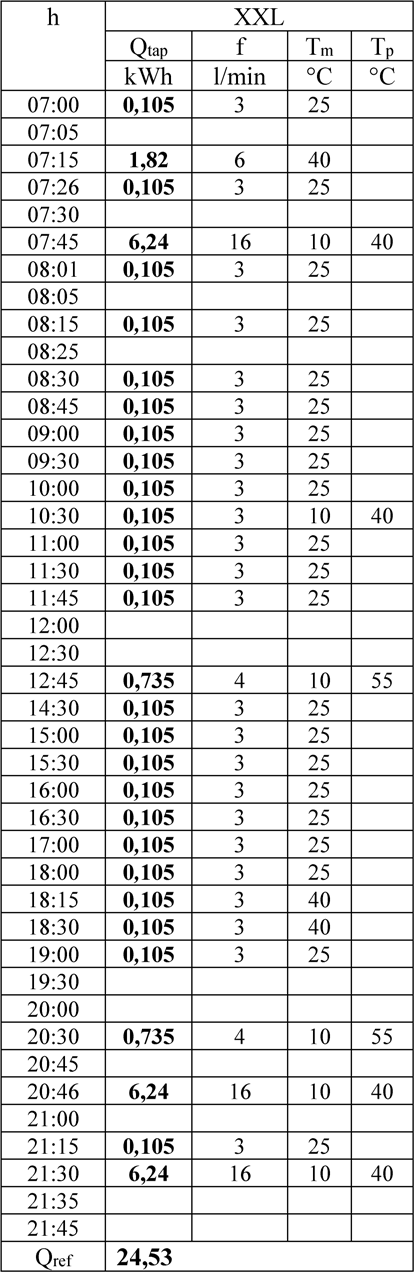 h XXL
Qtap f Tm Tp
kWh l/min °C °C
07:00 0,105 3 25
07:05
07:15 1,82 6 40
07:26 0,105 3 25
07:30
07:45 6,24 16 10 40
08:01 0,105 3 25
08:05
08:15 0,105 3 25
08:25
08:30 0,105 3 25
08:45 0,105 3 25
09:00 0,105 3 25
09:30 0,105 3 25
10:00 0,105 3 25
10:30 0,105 3 10 40
11:00 0,105 3 25
11:30 0,105 3 25
11:45 0,105 3 25
12:00
12:30
12:45 0,735 4 10 55
14:30 0,105 3 25
15:00 0,105 3 25
15:30 0,105 3 25
16:00 0,105 3 25
16:30 0,105 3 25
17:00 0,105 3 25
18:00 0,105 3 25
18:15 0,105 3 40
18:30 0,105 3 40
19:00 0,105 3 25
19:30
20:00
20:30 0,735 4 10 55
20:45
20:46 6,24 16 10 40
21:00
21:15 0,105 3 25
21:30 6,24 16 10 40
21:35
21:45
Qref 24,53